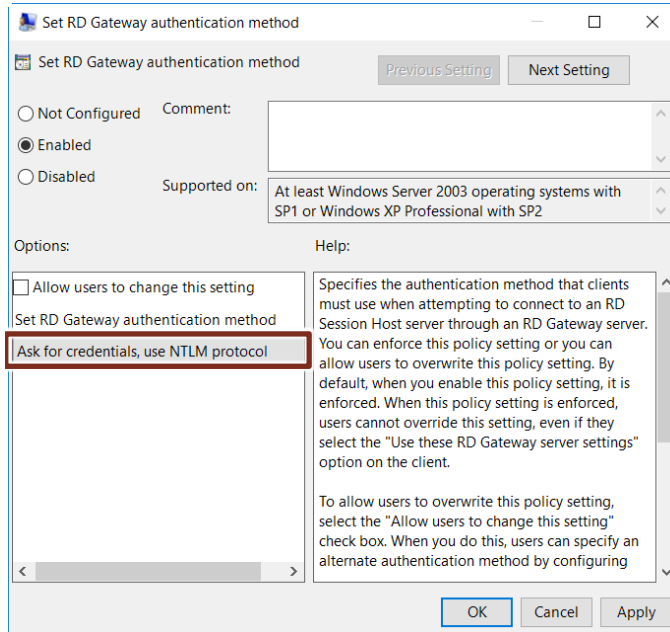 Set RD Gateway authentication method
Set RD Gateway authentication method
Previous Setting
Next Setting
Not Configured
Comment:
Enabled
Disabled
Supported on:
At least Windows Server 2003 operating systems with
SP1 or Windows XP Professional with SP2
Options:
Help:
Allow users to change this setting
Set RD Gateway authentication method
Ask for credentials, use NTLM protocol
Specifies the authentication method that clients
must use when attempting to connect to an RD
Session Host server through an RD Gateway server.
You can enforce this policy setting or you can
allow users to overwrite this policy setting. By
default, when you enable this policy setting, it is
enforced. When this policy setting is enforced,
users cannot override this setting, even if they
select the "Use these RD Gateway server settings"
option on the client.
To allow users to overwrite this policy setting,
select the "Allow users to change this setting"
check box. When you do this, users can specify an
alternate authentication method by configuring
OK
Cancel
Apply